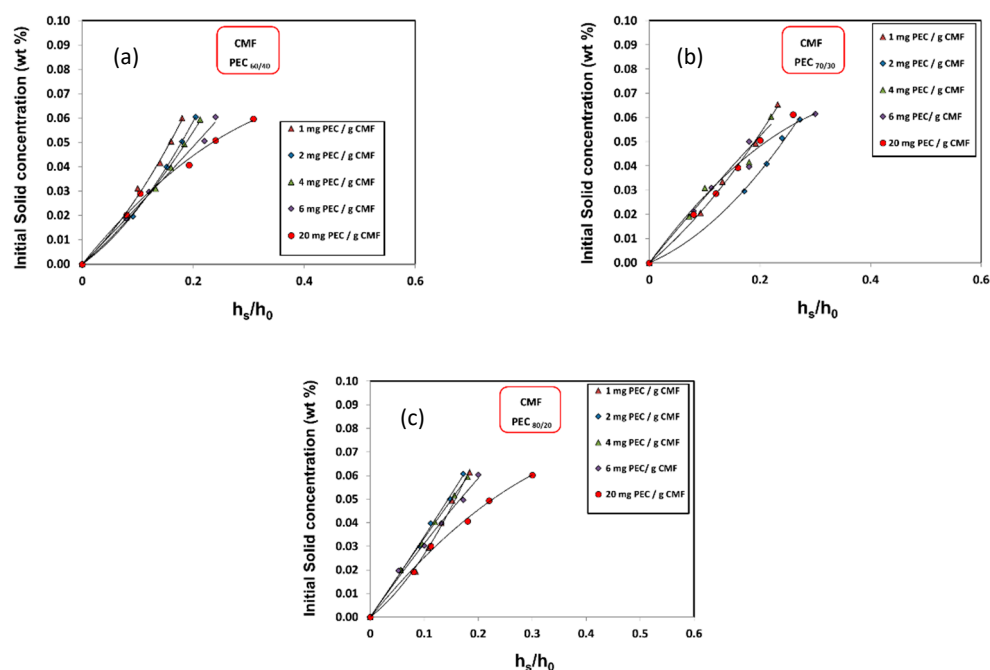 (a)
CMF
PEC 60/40
Initial Solid concentration (wt %)
0.10
0.09
0.08
0.07
0.06
0.05
0.04
0.03
0.02
0.01
0.00
0
0.2
0.4
0.6
hs/h0
1 mg PEC / g CMF
2 mg PEC / g CMF
4 mg PEC / g CMF
6 mg PEC / g CMF
20 mg PEC / g CMF
(b)
CMF
PEC 70/30
Initial Solid concentration (wt %)
0.10
0.09
0.08
0.07
0.06
0.05
0.04
0.03
0.02
0.01
0.00
0
0.2
0.4
0.6
hs/h0
1 mg PEC / g CMF
2 mg PEC / g CMF
4 mg PEC / g CMF
6 mg PEC / g CMF
20 mg PEC / g CMF
(c)
CMF
PEC 80/20
Initial Solid concentration (wt %)
0.10
0.09
0.08
0.07
0.06
0.05
0.04
0.03
0.02
0.01
0.00
0
0.1
0.2
0.3
0.4
0.5
0.6
hs/h0
1 mg PEC / g CMF
2 mg PEC / g CMF
4 mg PEC / g CMF
6 mg PEC/ g CMF
20 mg PEC / g CMF